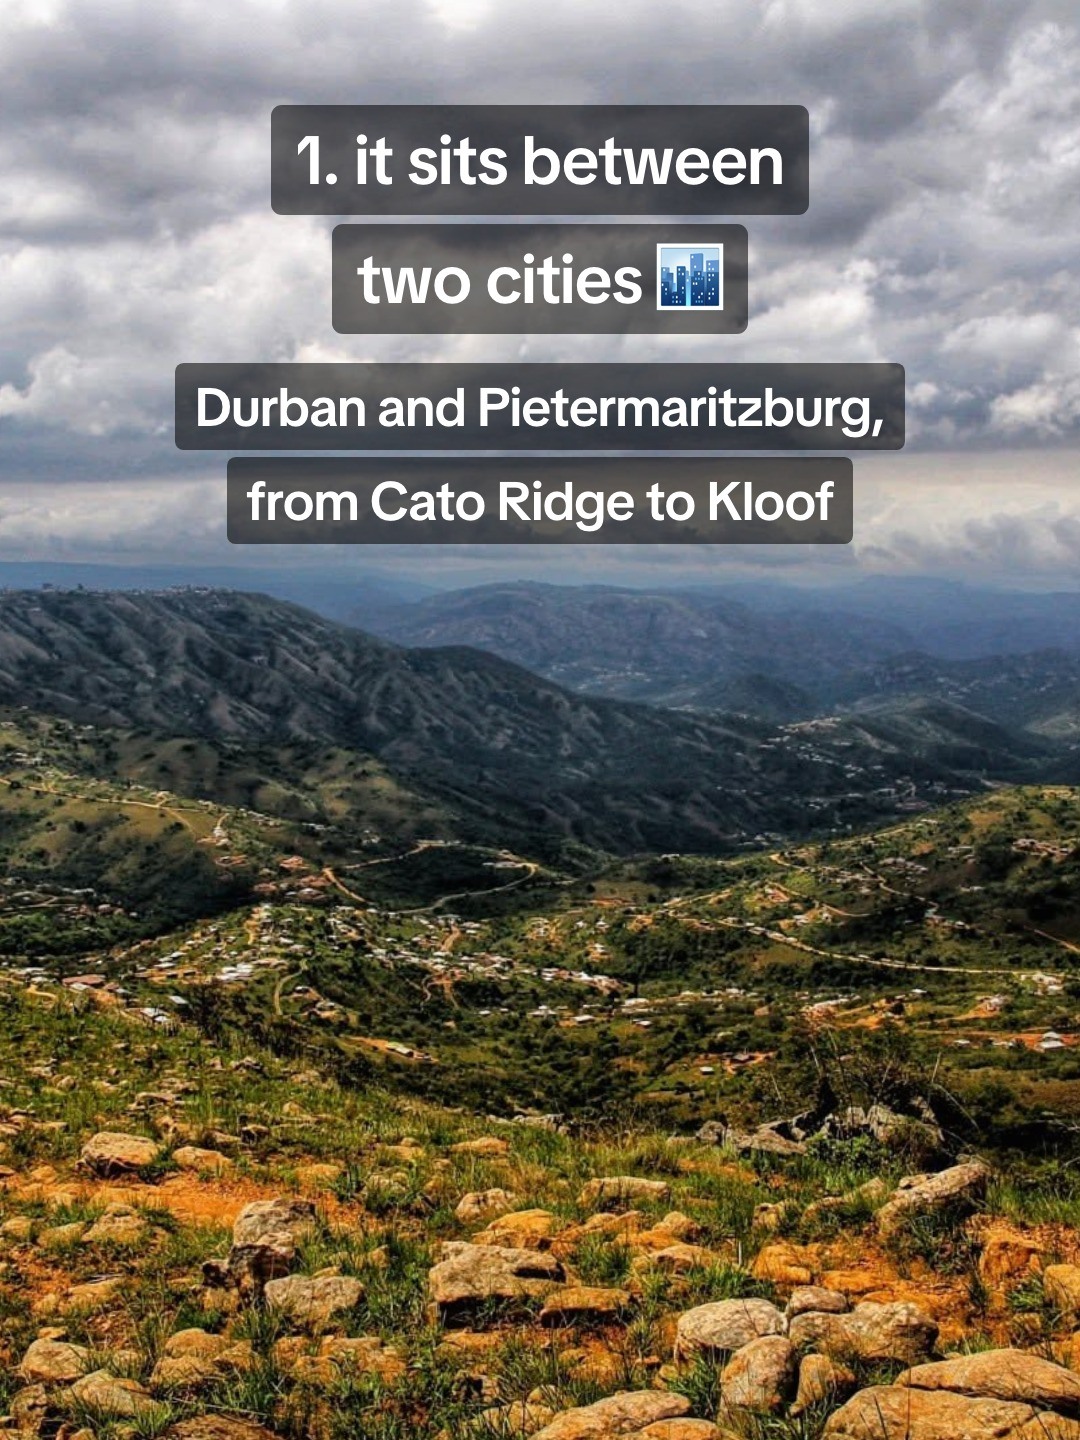 1. it sits between
two cities 🏙️
Durban and Pietermaritzburg,
from Cato Ridge to Kloof